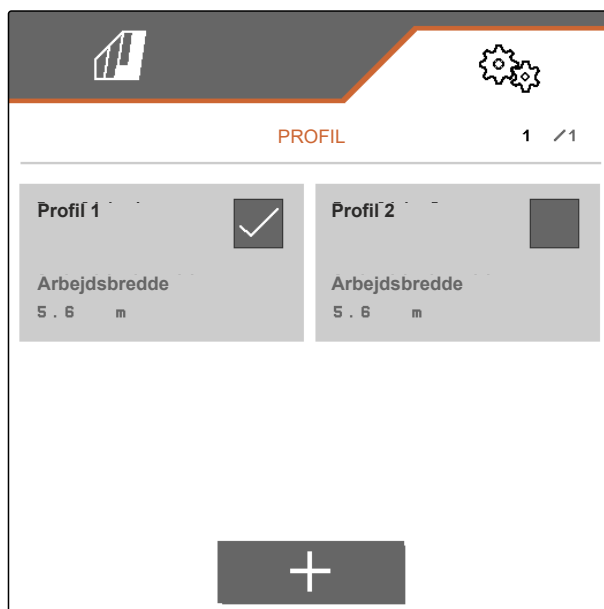 PROFIL 1 /1
Profil 1
Arbejdsbredde
5.6 m
Profil 2
Arbejdsbredde
5.6 m